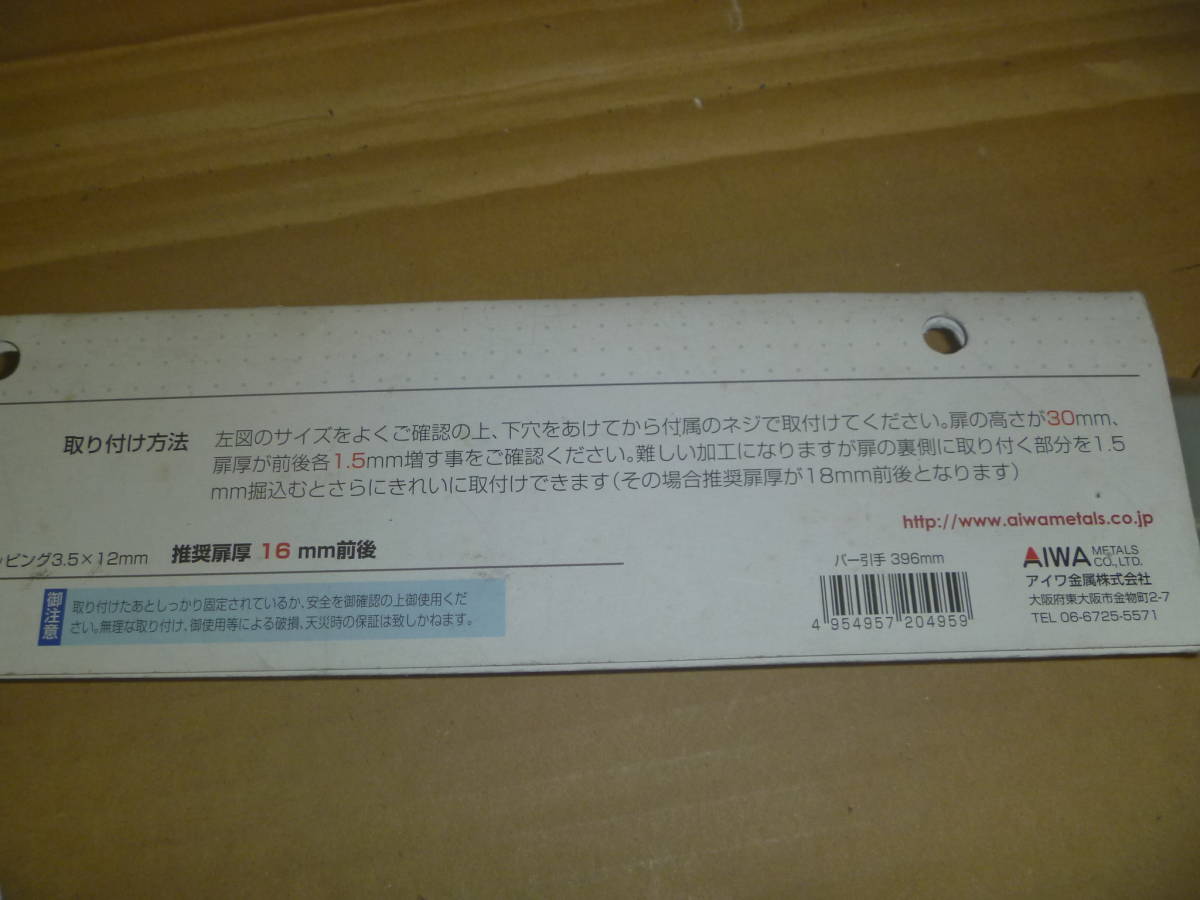 取り付け方法
左図のサイズをよくご確認の上、下穴をあけてから付属のネジで取付けてください。扉の高さが30mm、
扉厚が前後各1.5mm増す事をご確認ください。難しい加工になりますが扉の裏側に取り付く部分を1.5
mm掘込むとさらにきれいに取付けできます(その場合推奨扉厚が18mm前後となります)
http://www.aiwametals.co.jp
ッピング3.5×12mm 推奨扉厚 16 mm前後
御注意
取り付けたあとしっかり固定されているか、安全を御確認の上御使用くだ
さい。無理な取り付け、御使用等による破損、天災時の保証は致しかねます。
バー引手 396mm
4 954957 204959
AIWA METALS CO., LTD.
アイワ金属株式会社
大阪府東大阪市金物町2-7
TEL 06-6725-5571